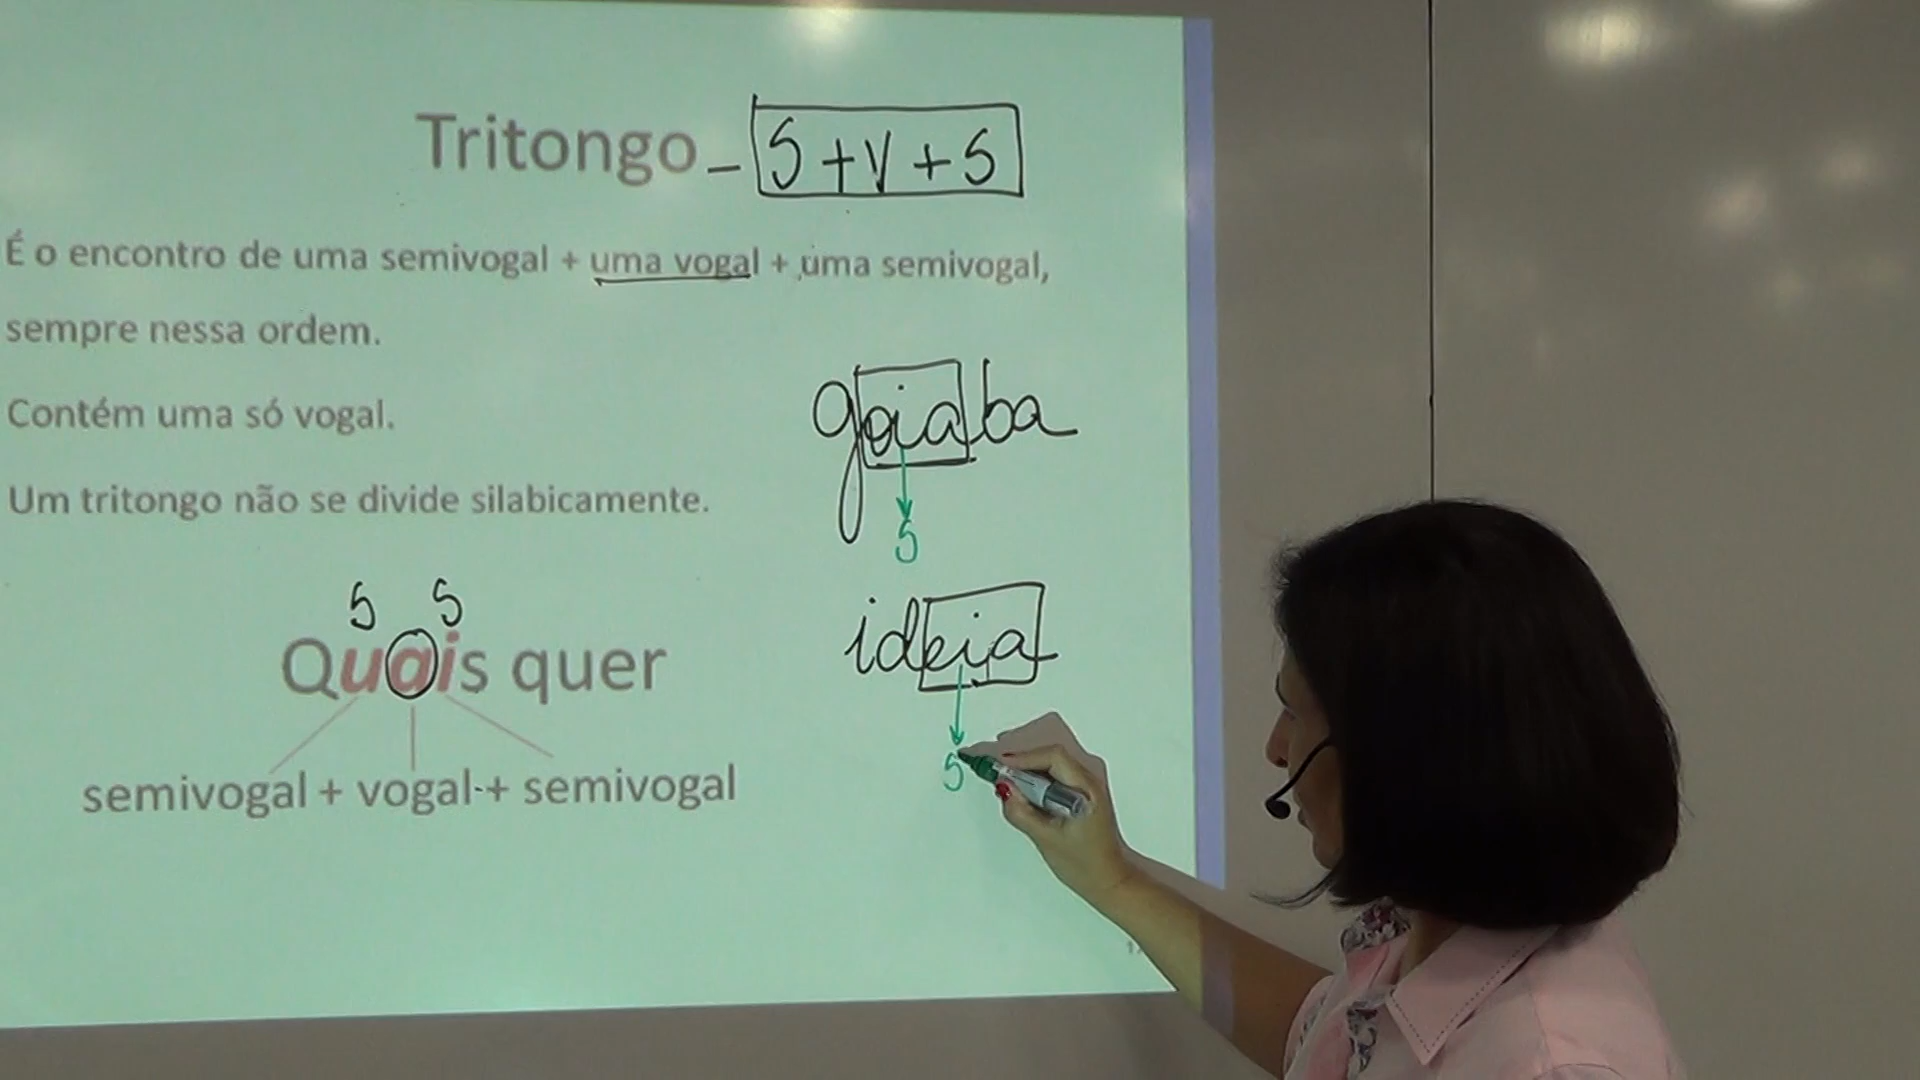 Tritongo - S + V + S
É o encontro de uma semivogal + uma vogal + uma semivogal,
sempre nessa ordem.
Contém uma só vogal.
Um tritongo não se divide silabicamente.
goiaba
S
ideia
S
S S
Quais quer
semivogal + vogal + semivogal